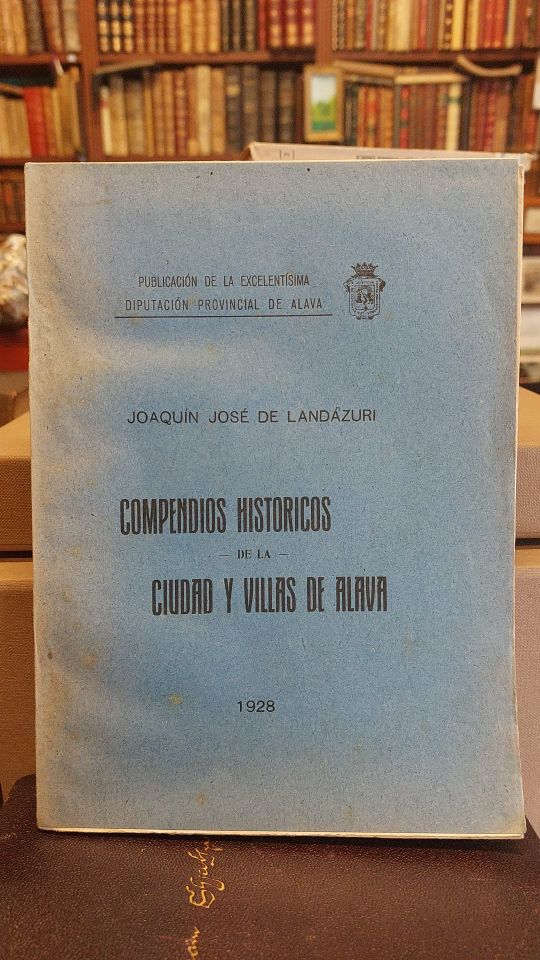 PUBLICACIÓN DE LA EXCELENTÍSIMA
DIPUTACIÓN PROVINCIAL DE ALAVA
JOAQUÍN JOSÉ DE LANDÁZURI
COMPENDIOS HISTORICOS
— DE LA —
CIUDAD Y VILLAS DE ALAVA
1928